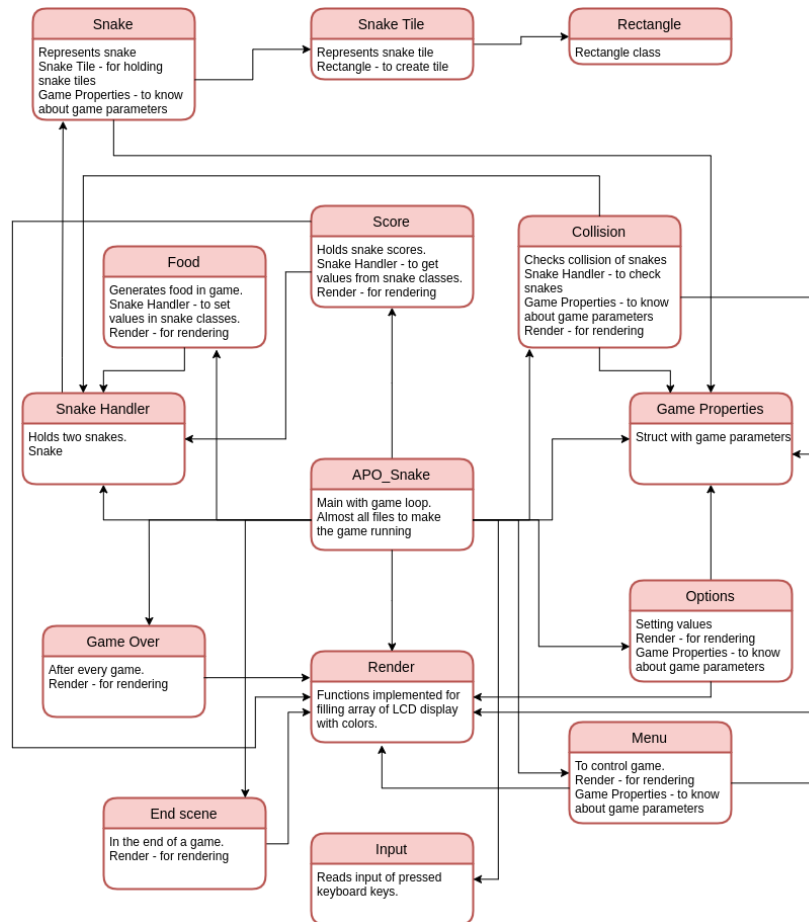 Snake
Represents snake
Snake Tile - for holding
snake tiles
Game Properties - to know
about game parameters
Snake Tile
Represents snake tile
Rectangle - to create tile
Rectangle
Rectangle class
Score
Holds snake scores.
Snake Handler - to get
values from snake classes.
Render - for rendering
Collision
Checks collision of snakes
Snake Handler - to check
snakes
Game Properties - to know
about game parameters
Render - for rendering
Food
Generates food in game.
Snake Handler - to set
values in snake classes.
Render - for rendering
Snake Handler
Holds two snakes.
Snake
Game Properties
Struct with game parameters
APO_Snake
Main with game loop.
Almost all files to make
the game running
Options
Setting values
Render - for rendering
Game Properties - to know
about game parameters
Game Over
After every game.
Render - for rendering
Render
Functions implemented for
filling array of LCD display
with colors.
Menu
To control game.
Render - for rendering
Game Properties - to know
about game parameters
End scene
In the end of a game.
Render - for rendering
Input
Reads input of pressed
keyboard keys.